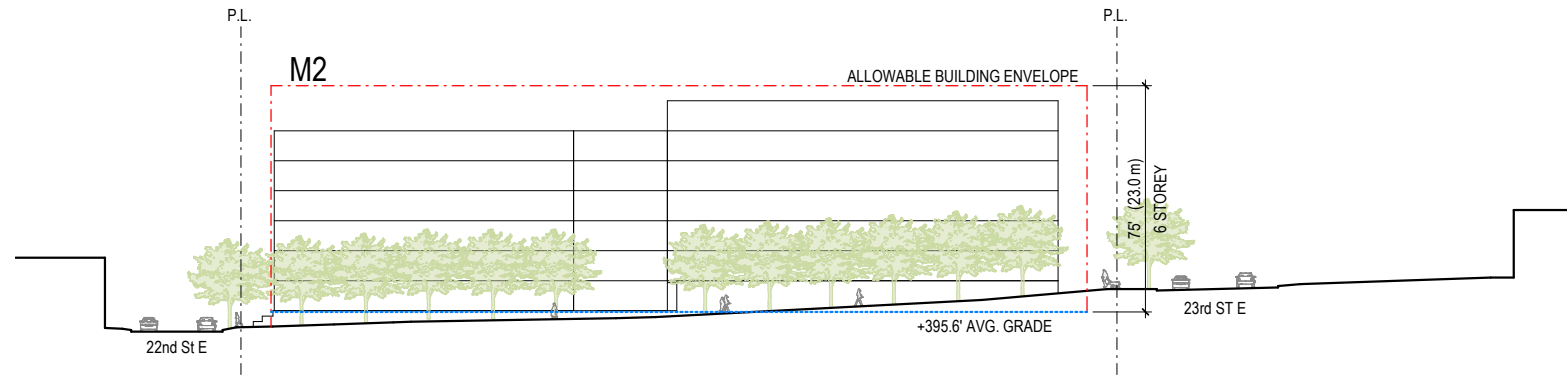 P.L.
P.L.
M2
ALLOWABLE BUILDING ENVELOPE
75' (23.0 m)
6 STOREY
+395.6' AVG. GRADE
23rd ST E
22nd St E